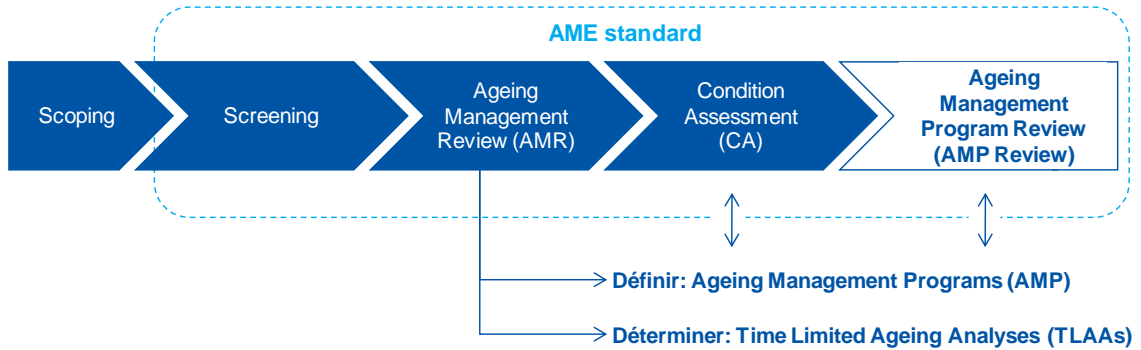 AME standard
Scoping
Screening
Ageing
Management
Review (AMR)
Condition
Assessment
(CA)
Ageing
Management
Program Review
(AMP Review)
Définir: Ageing Management Programs (AMP)
Déterminer: Time Limited Ageing Analyses (TLAAs)